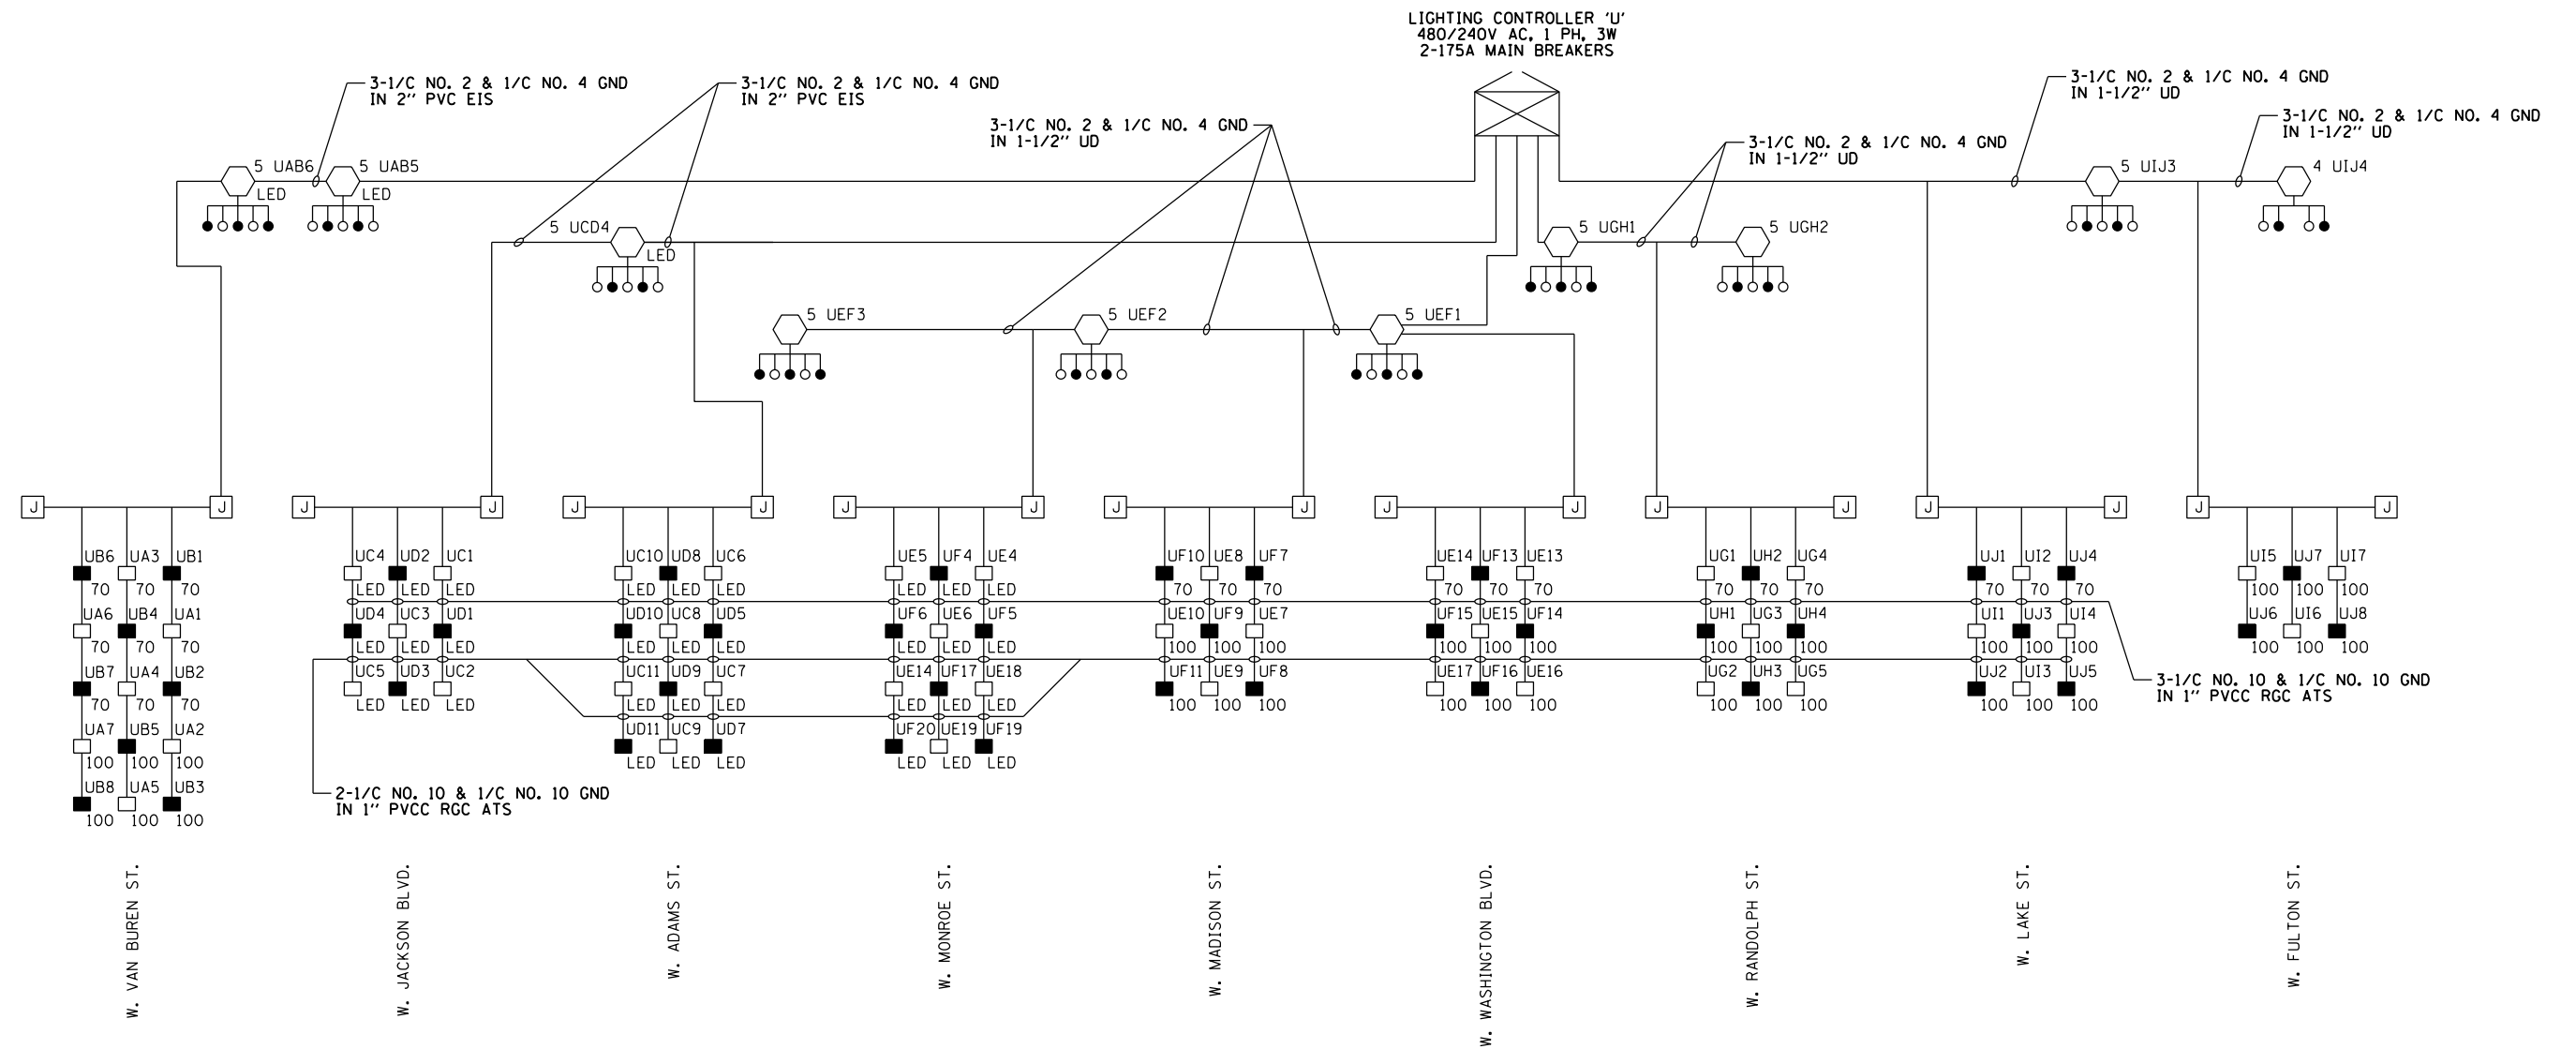 LIGHTING CONTROLLER 'U'
480/240V AC, 1 PH, 3W
2-175A MAIN BREAKERS
3-1/C NO. 2 & 1/C NO. 4 GND
IN 2" PVC EIS
3-1/C NO. 2 & 1/C NO. 4 GND
IN 2" PVC EIS
3-1/C NO. 2 & 1/C NO. 4 GND
IN 1-1/2" UD
3-1/C NO. 2 & 1/C NO. 4 GND
IN 1-1/2" UD
3-1/C NO. 2 & 1/C NO. 4 GND
IN 1-1/2" UD
3-1/C NO. 2 & 1/C NO. 4 GND
IN 1-1/2" UD
5 UAB6
LED
5 UAB5
LED
5 UCD4
LED
5 UEF3
5 UEF2
5 UEF1
5 UGH1
5 UGH2
5 UIJ3
4 UIJ4
J J J J J J J J J J J J J J J J J J
UB6 UA3 UB1 UC4 UD2 UC1 UC10 UD8 UC6 UE5 UF4 UE4 UF10 UE8 UF7 UE14 UF13 UE13 UG1 UH2 UG4 UJ1 UI2 UJ4 UI5 UJ7 UI7
70 70 70 LED LED LED LED LED LED LED LED LED 70 70 70 70 70 70 70 70 70 70 70 70 100 100 100
UA6 UB4 UA1 UD4 UC3 UD1 UD10 UC8 UD5 UF6 UE6 UF5 UE10 UF9 UE7 UF15 UE15 UF14 UH1 UG3 UH4 UI1 UJ3 UI4 UJ6 UI6 UJ8
70 70 70 LED LED LED LED LED LED LED LED LED 100 100 100 100 100 100 100 100 100 100 100 100 100 100 100
UB7 UA4 UB2 UC5 UD3 UC2 UC11 UD9 UC7 UE14 UF17 UE18 UF11 UE9 UF8 UE17 UF16 UE16 UG2 UH3 UG5 UJ2 UI3 UJ5
70 70 70 LED LED LED LED LED LED LED LED LED 100 100 100 100 100 100 100 100 100 100 100 100
3-1/C NO. 10 & 1/C NO. 10 GND
IN 1" PVCC RGC ATS
UA7 UB5 UA2 UD11 UC9 UD7 UF20 UE19 UF19
100 100 100 LED LED LED LED LED LED
UB8 UA5 UB3
100 100 100
2-1/C NO. 10 & 1/C NO. 10 GND
IN 1" PVCC RGC ATS
W. VAN BUREN ST.
W. JACKSON BLVD.
W. ADAMS ST.
W. MONROE ST.
W. MADISON ST.
W. WASHINGTON BLVD.
W. RANDOLPH ST.
W. LAKE ST.
W. FULTON ST.